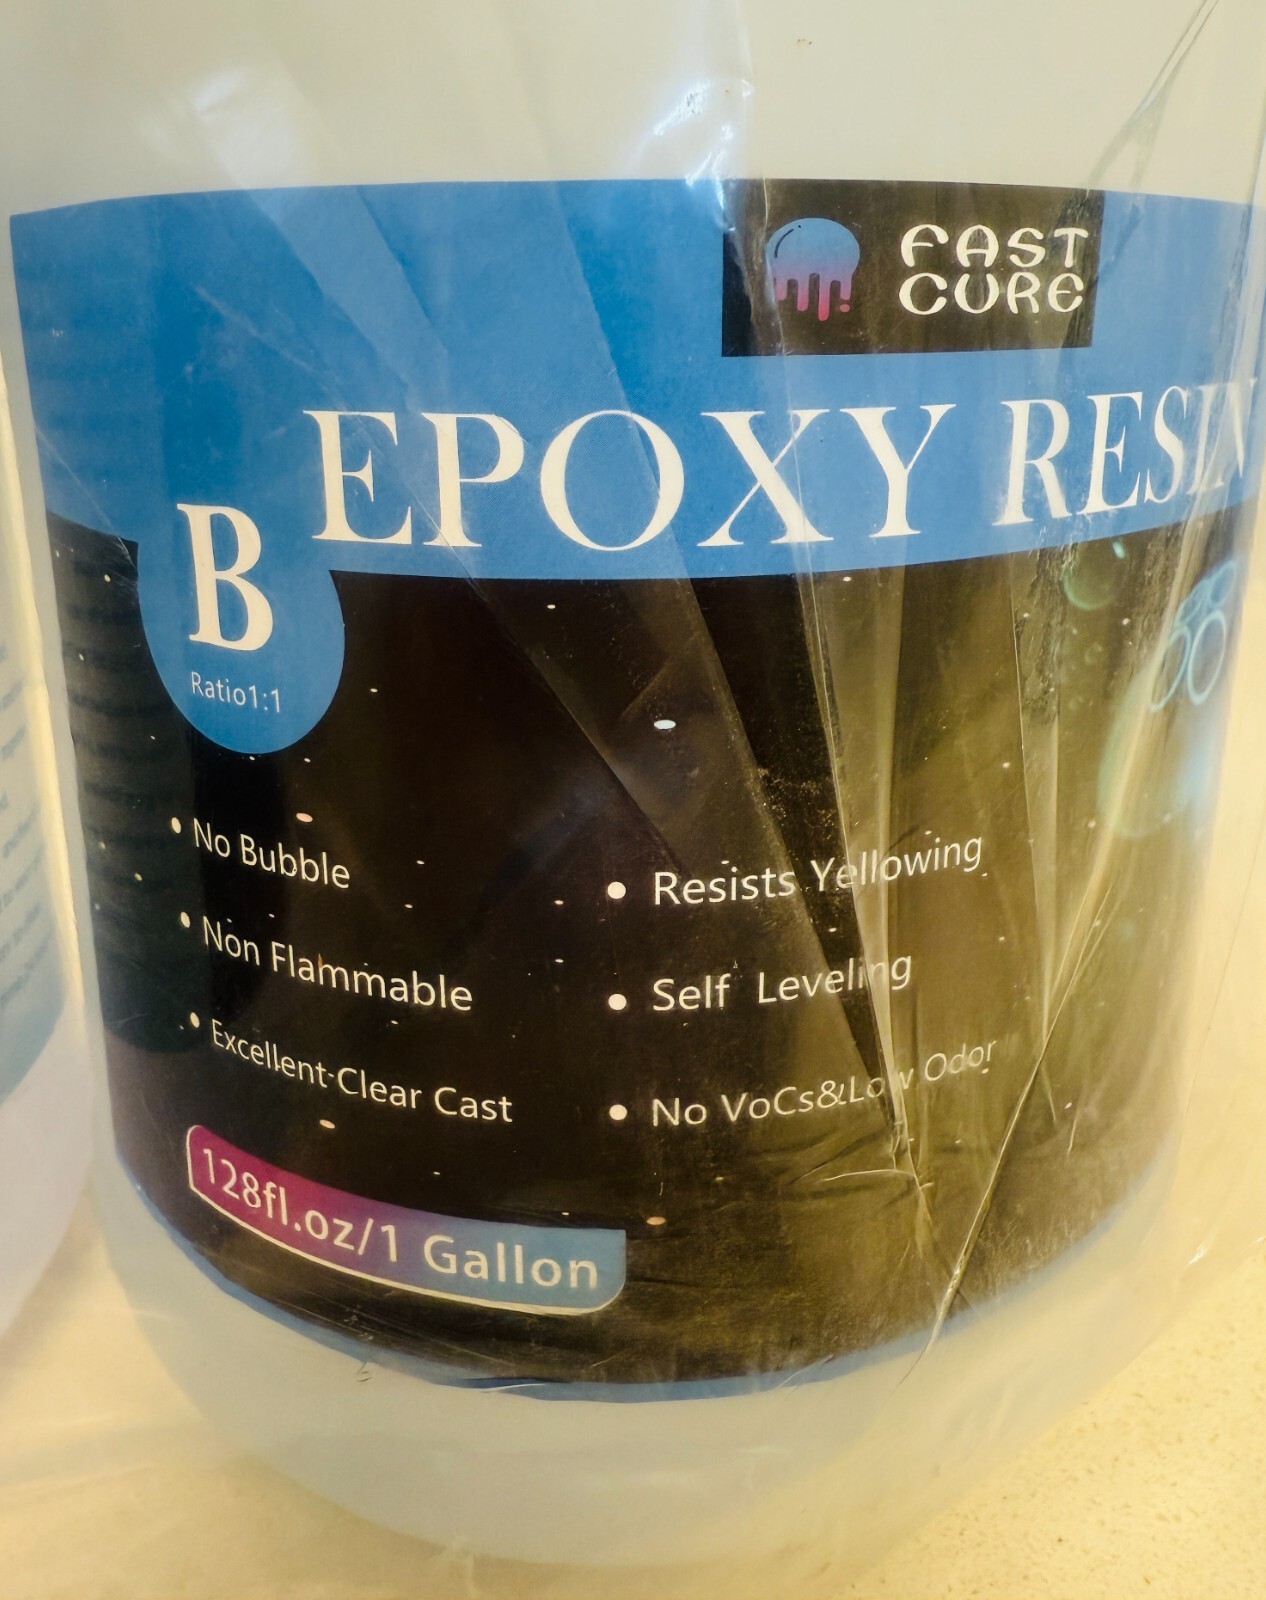 FAST
CURE
EPOXY RESIN
B
Ratio1:1
• No Bubble
• Non Flammable
• Excellent Clear Cast
• Resists Yellowing
• Self Leveling
• No VoCs&Low Odor
128fl.oz/1 Gallon